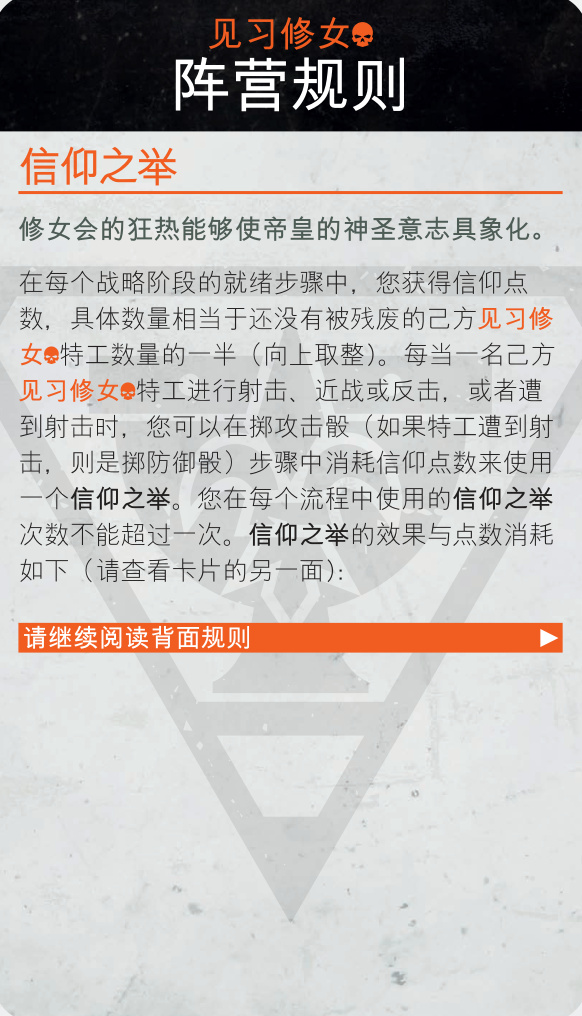 见习修女
阵营规则
信仰之举
修女会的狂热能够使帝皇的神圣意志具象化。
在每个战略阶段的就绪步骤中，您获得信仰点
数，具体数量相当于还没有被残废的己方见习修
女特工数量的一半（向上取整）。每当一名己方
见习修女特工进行射击、近战或反击，或者遭
到射击时，您可以在掷攻击骰（如果特工遭到射
击，则是掷防御骰）步骤中消耗信仰点数来使用
一个信仰之举。您在每个流程中使用的信仰之举
次数不能超过一次。信仰之举的效果与点数消耗
如下（请查看卡片的另一面）：
请继续阅读背面规则